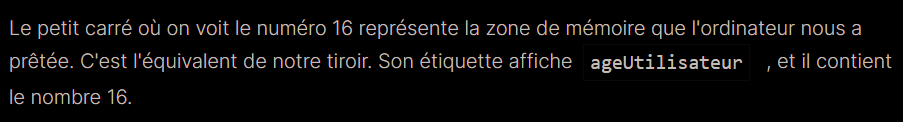 Le petit carré où on voit le numéro 16 représente la zone de mémoire que l'ordinateur nous a
prêtée. C'est l'équivalent de notre tiroir. Son étiquette affiche ageUtilisateur , et il contient
le nombre 16.